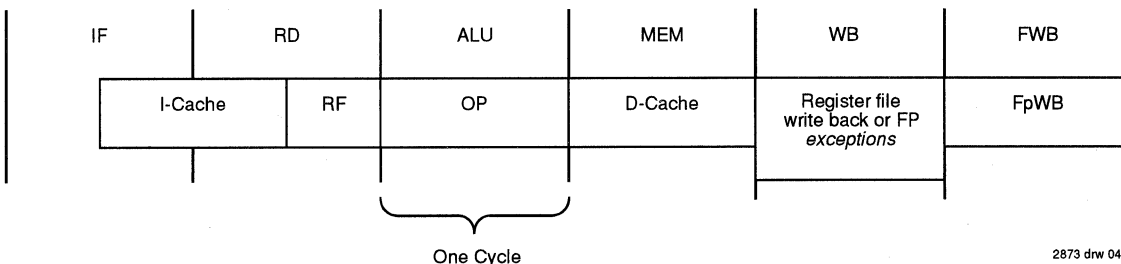 IF RD ALU MEM WB FWB
I-Cache RF OP D-Cache Register file FpWB
write back or FP
exceptions
One Cycle
2873 drw 04